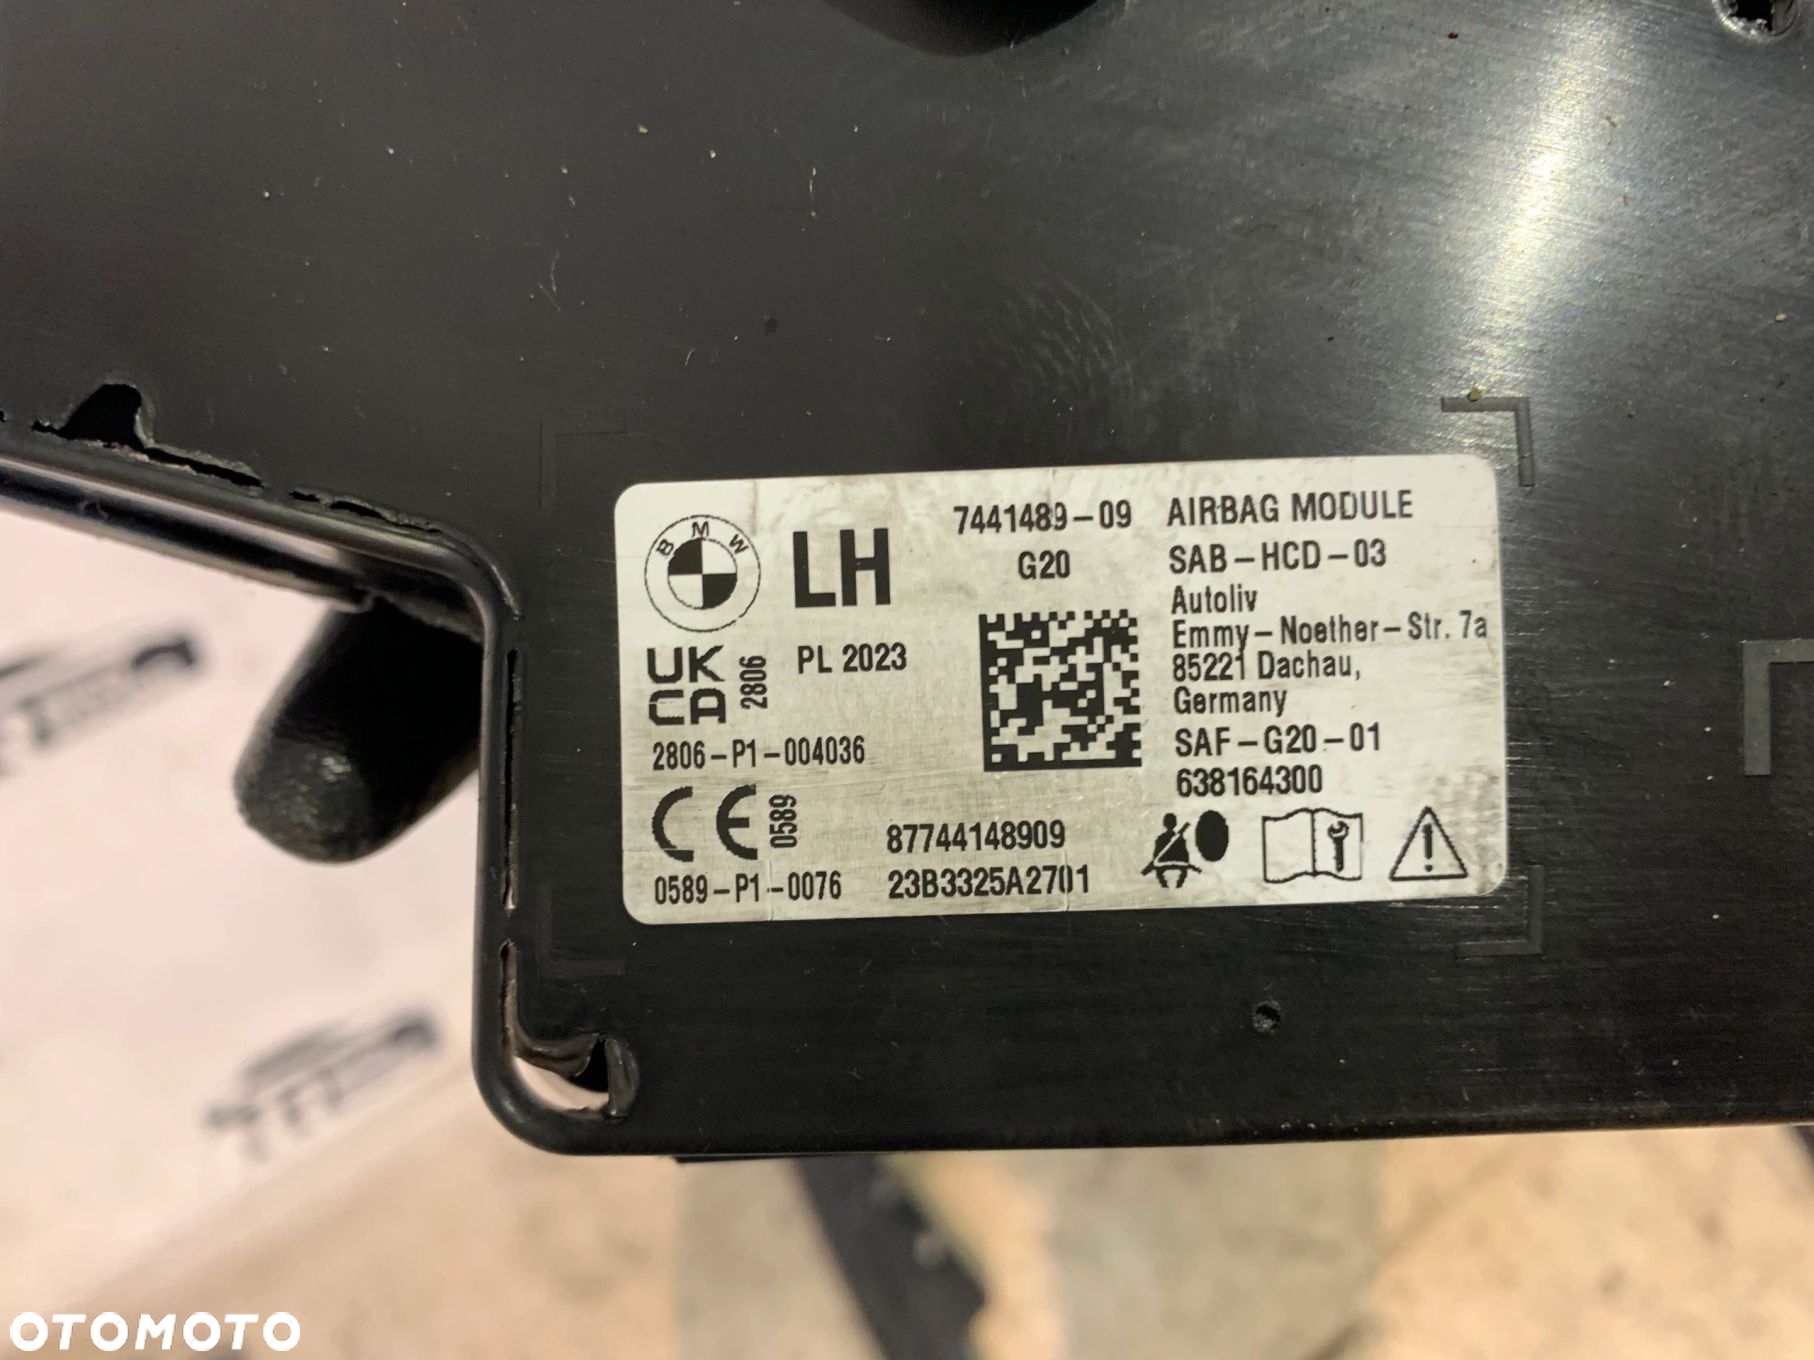 BMW
LH
7441489-09
G20
AIRBAG MODULE
SAB-HCD-03
Autoliv
Emmy-Noether-Str. 7a
85221 Dachau,
Germany
SAF-G20-01
638164300
UK
CA
2806
PL 2023
2806-P1-004036
CE
0589
0589-P1-0076
87744148909
23B3325A2701
OTOMOTO